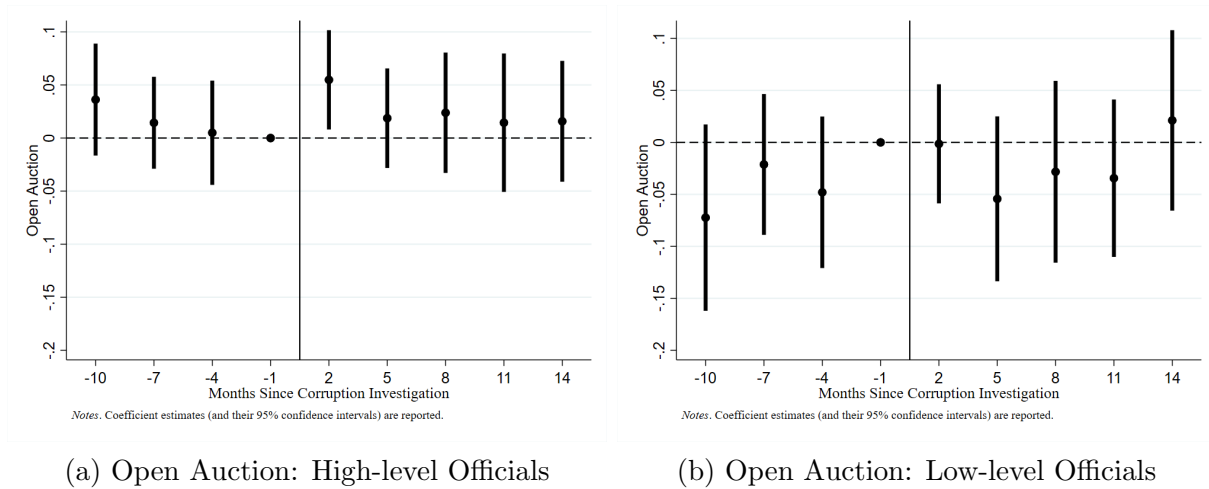 .1
.05
0
-.05
-.1
-.15
-.2
Open Auction
-10 -7 -4 -1 2 5 8 11 14
Months Since Corruption Investigation
Notes. Coefficient estimates (and their 95% confidence intervals) are reported.
(a) Open Auction: High-level Officials
.1
.05
0
-.05
-.1
-.15
-.2
Open Auction
-10 -7 -4 -1 2 5 8 11 14
Months Since Corruption Investigation
Notes. Coefficient estimates (and their 95% confidence intervals) are reported.
(b) Open Auction: Low-level Officials